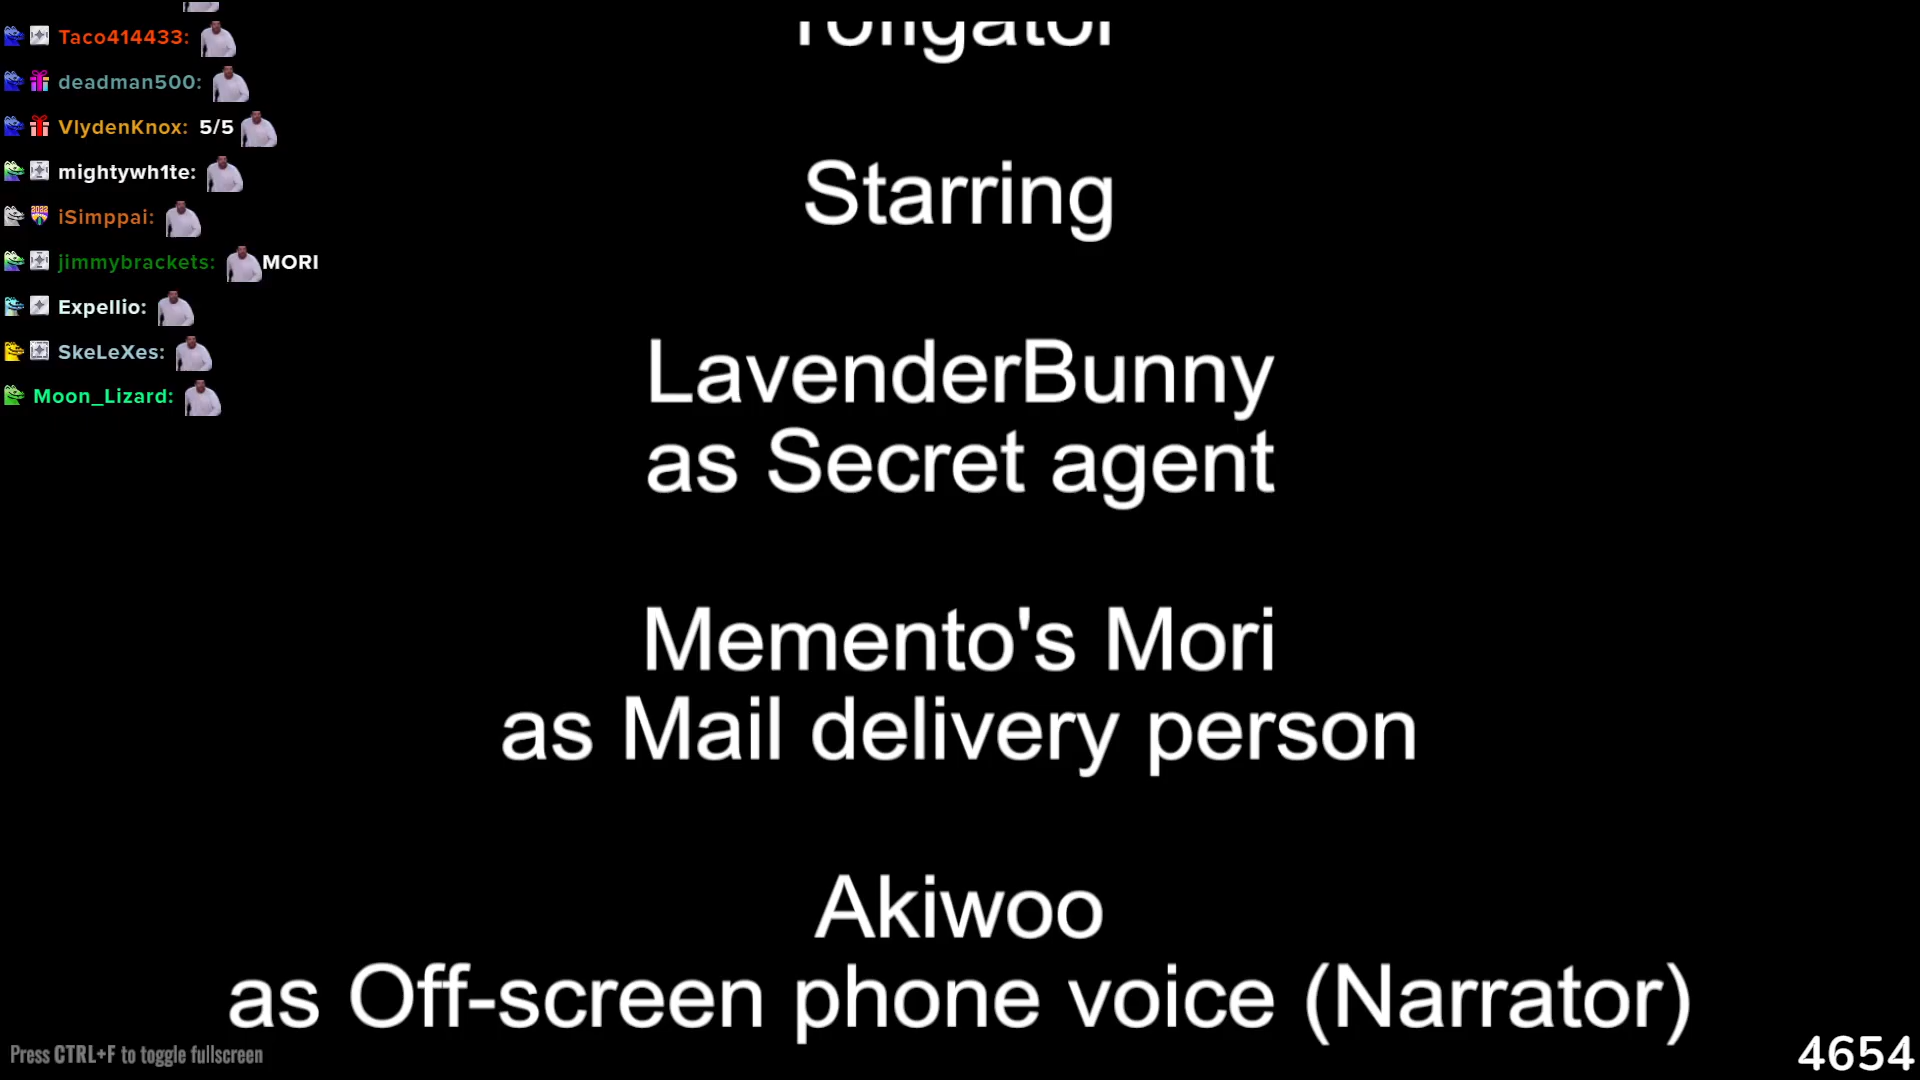 Taco414433:
deadman500:
VlydenKnox: 5/5
mightywh1te:
iSimppai:
jimmybrackets: MORI
Expellio:
SkeLeXes:
Moon_Lizard:
Starring
LavenderBunny
as Secret agent
Memento's Mori
as Mail delivery person
Akiwoo
as Off-screen phone voice (Narrator)
Press CTRL+F to toggle fullscreen
4654